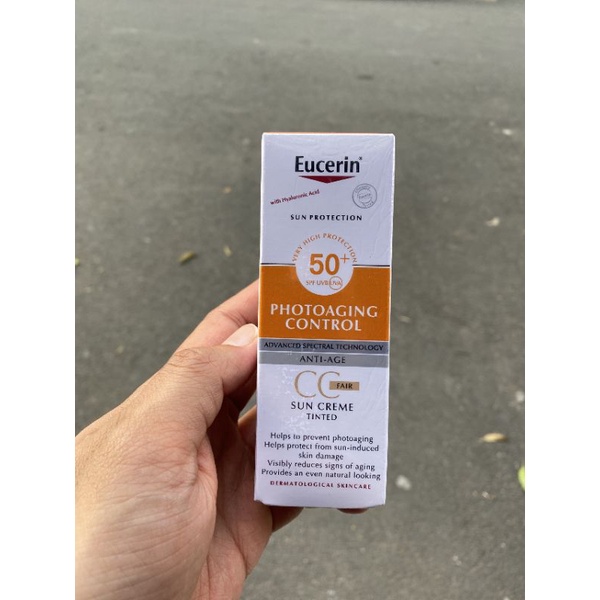 Eucerin®
with Hyaluronic Acid
SUN PROTECTION
VERY HIGH PROTECTION
50+
SPF UVB UVA
PHOTOAGING
CONTROL
ADVANCED SPECTRAL TECHNOLOGY
ANTI-AGE
CC FAIR
SUN CREME
TINTED
Helps to prevent photoaging
Helps protect from sun-induced
skin damage
Visibly reduces signs of aging
Provides an even natural looking
DERMATOLOGICAL SKINCARE